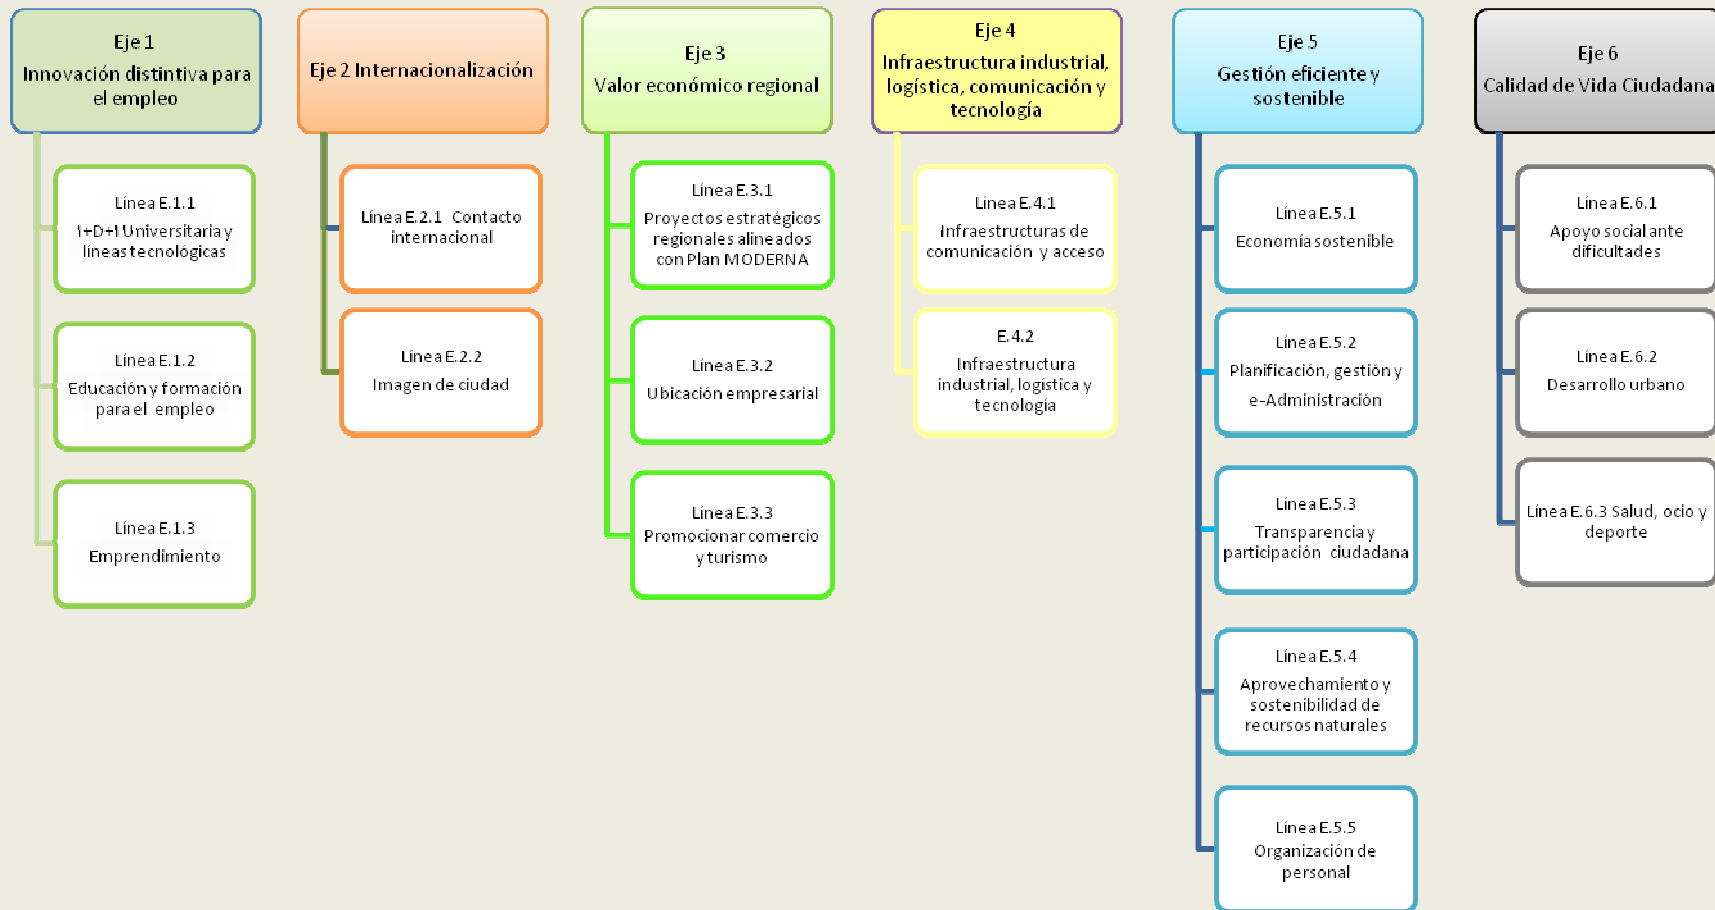 Eje 1
Innovación distintiva para
el empleo
Línea E.1.1
I+D+I Universitaria y
líneas tecnológicas
Línea E.1.2
Educación y formación
para el empleo
Línea E.1.3
Emprendimiento
Eje 2 Internacionalización
Línea E.2.1 Contacto
internacional
Línea E.2.2
Imagen de ciudad
Eje 3
Valor económico regional
Línea E.3.1
Proyectos estratégicos
regionales alineados
con Plan MODERNA
Línea E.3.2
Ubicación empresarial
Línea E.3.3
Promocionar comercio
y turismo
Eje 4
Infraestructura industrial,
logística, comunicación y
tecnología
Línea E.4.1
Infraestructuras de
comunicación y acceso
E.4.2
Infraestructura
industrial, logística y
tecnología
Eje 5
Gestión eficiente y
sostenible
Línea E.5.1
Economía sostenible
Línea E.5.2
Planificación, gestión y
e-Administración
Línea E.5.3
Transparencia y
participación ciudadana
Línea E.5.4
Aprovechamiento y
sostenibilidad de
recursos naturales
Línea E.5.5
Organización de
personal
Eje 6
Calidad de Vida Ciudadana
Línea E.6.1
Apoyo social ante
dificultades
Línea E.6.2
Desarrollo urbano
Línea E.6.3 Salud, ocio y
deporte